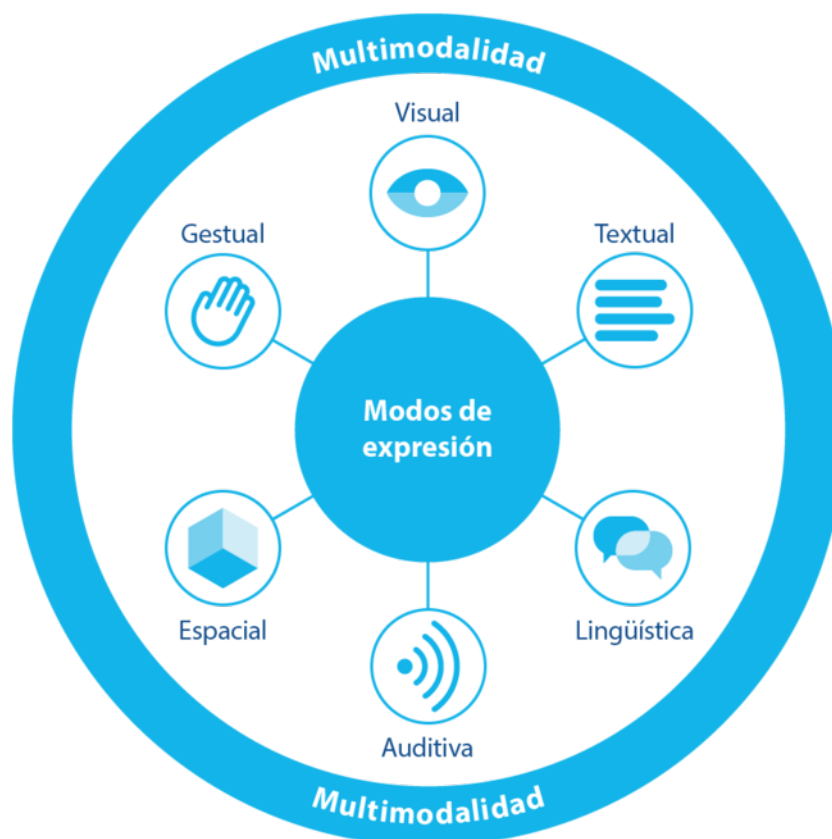 Multimodalidad
Visual
Gestual
Textual
Modos de
expresión
Espacial
Lingüística
Auditiva
Multimodalidad